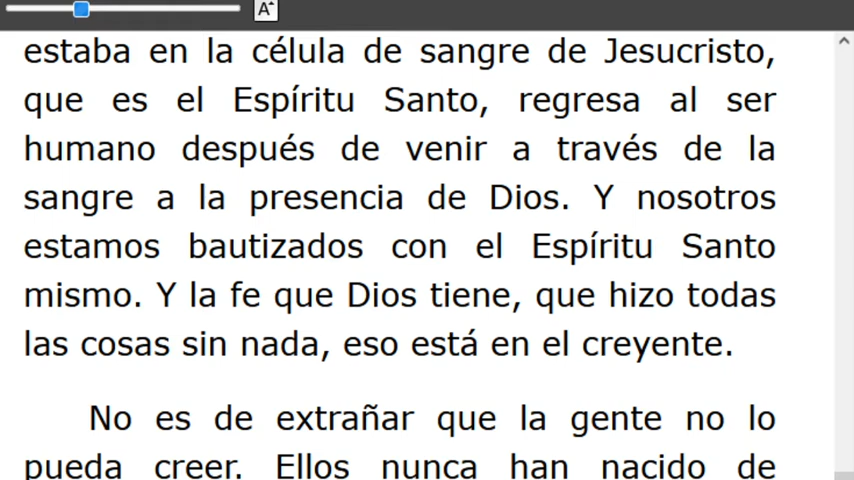 A
estaba en la célula de sangre de Jesucristo,
que es el Espíritu Santo, regresa al ser
humano después de venir a través de la
sangre a la presencia de Dios. Y nosotros
estamos bautizados con el Espíritu Santo
mismo. Y la fe que Dios tiene, que hizo todas
las cosas sin nada, eso está en el creyente.
No es de extrañar que la gente no lo
pueda creer. Ellos nunca han nacido de